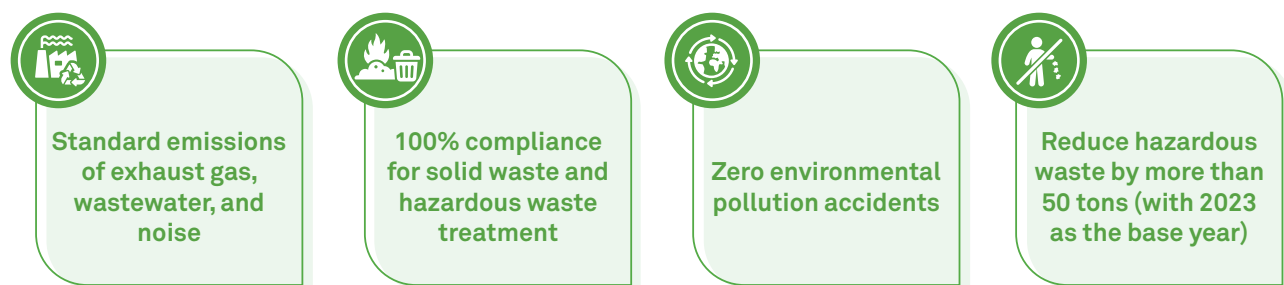 Standard emissions
of exhaust gas,
wastewater, and
noise
100% compliance
for solid waste and
hazardous waste
treatment
Zero environmental
pollution accidents
Reduce hazardous
waste by more than
50 tons (with 2023
as the base year)